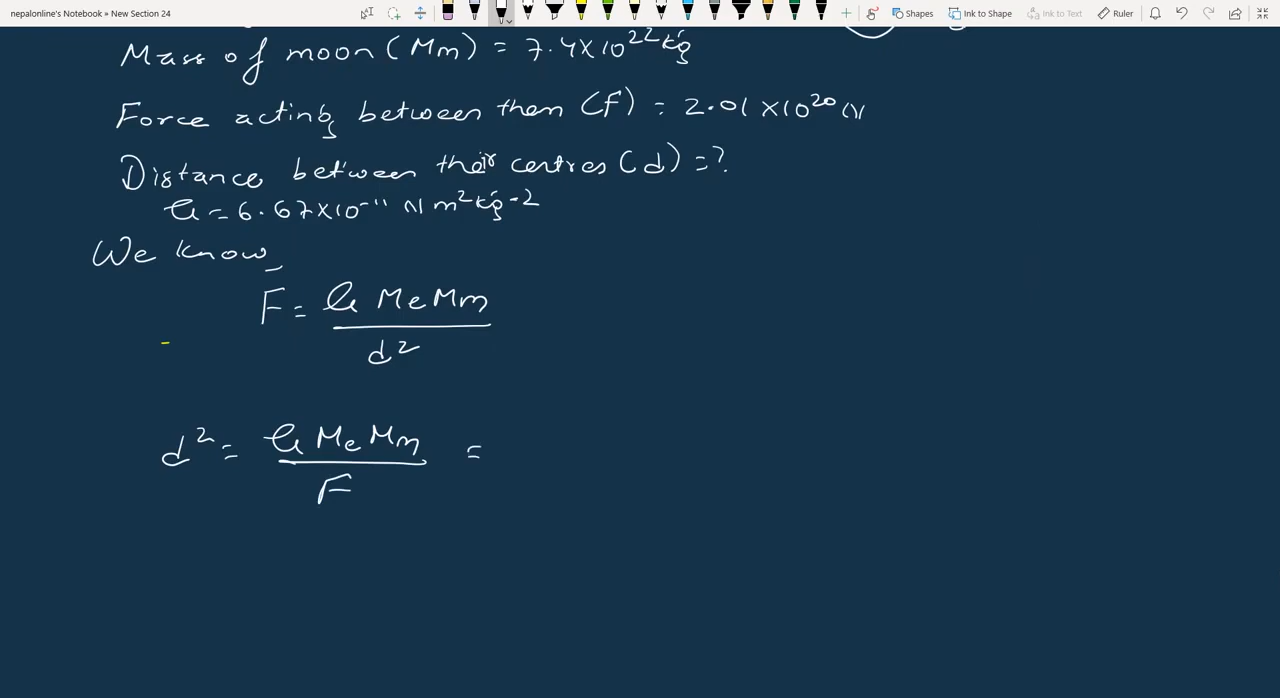 nepalonline's Notebook » New Section 24
Shapes Ink to Shape Ink to Text Ruler
Mass of moon (Mm) = 7.4×10²² kg
Force acting between them (F) = 2.01 ×10²⁰ N
Distance between their centres (d) = ?
G = 6.67×10⁻¹¹ N m² kg-2
We know,
F = G Me Mm / d²
d² = G Me Mm / F =